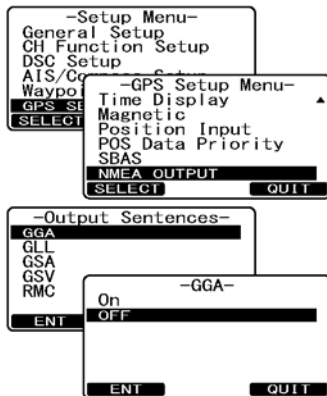 -Setup Menu-
General Setup
CH Function Setup
DSC Setup
AIS/
Waypoi
GPS SE
SELECT
-GPS Setup Menu-
Time Display
Magnetic
Position Input
POS Data Priority
SBAS
NMEA OUTPUT
SELECT QUIT
-Output Sentences-
GGA
GLL
GSA
GSV
RMC
ENT
-GGA-
On
OFF
ENT QUIT